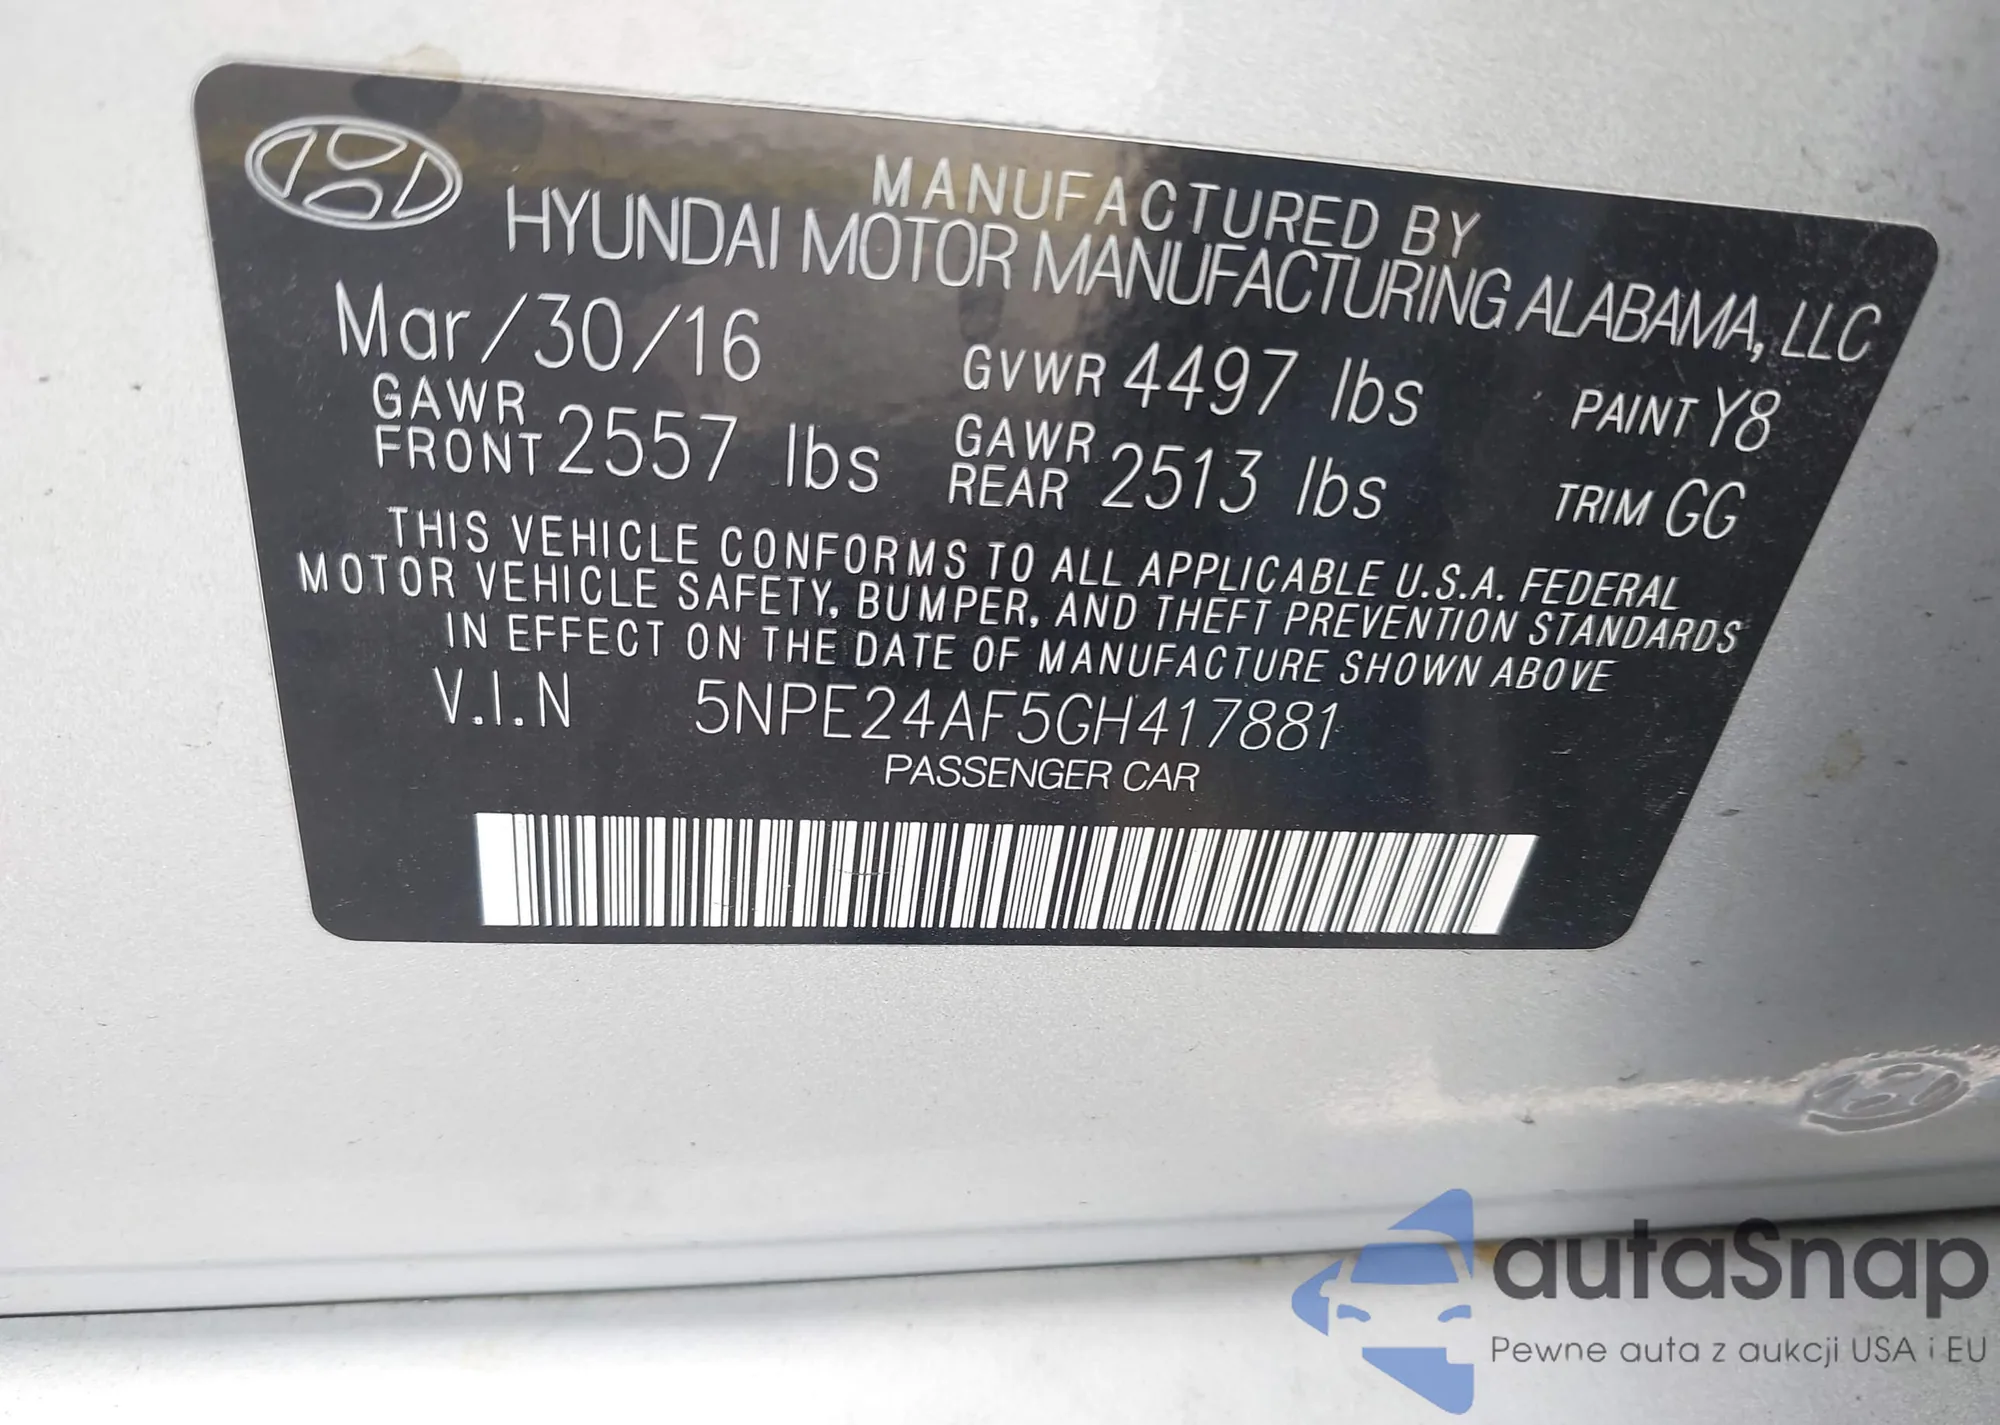 MANUFACTURED BY
HYUNDAI MOTOR MANUFACTURING ALABAMA, LLC
Mar/30/16 GVWR 4497 lbs PAINT Y8
GAWR FRONT 2557 lbs GAWR REAR 2513 lbs TRIM GG
THIS VEHICLE CONFORMS TO ALL APPLICABLE U.S.A. FEDERAL
MOTOR VEHICLE SAFETY, BUMPER, AND THEFT PREVENTION STANDARDS
IN EFFECT ON THE DATE OF MANUFACTURE SHOWN ABOVE
V.I.N 5NPE24AF5GH417881
PASSENGER CAR
autaSnap
Pewne auta z aukcji USA i EU